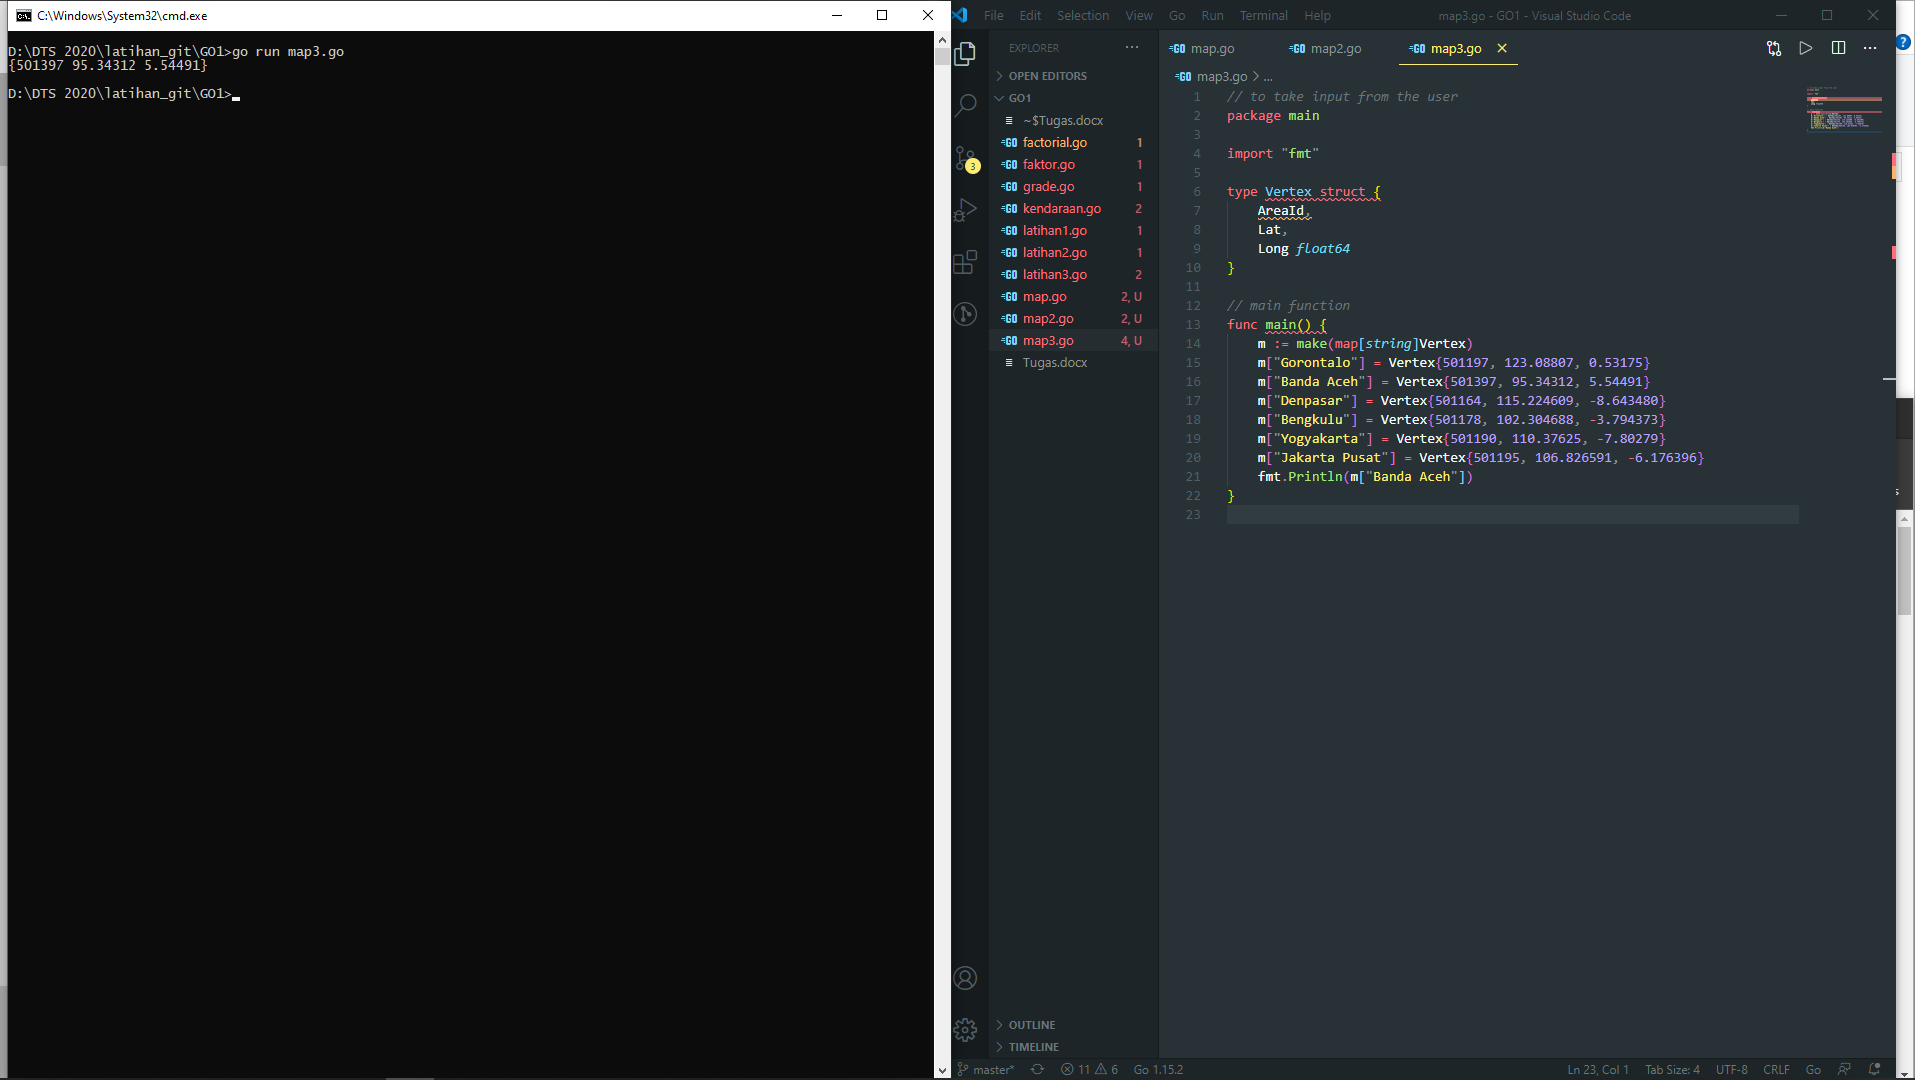 C:\Windows\System32\cmd.exe
D:\DTS 2020\latihan_git\GO1>go run map3.go
{501397 95.34312 5.54491}
D:\DTS 2020\latihan_git\GO1>
File Edit Selection View Go Run Terminal Help
map3.go - GO1 - Visual Studio Code
EXPLORER
OPEN EDITORS
GO1
~$Tugas.docx
factorial.go 1
faktor.go 1
grade.go 1
kendaraan.go 2
latihan1.go 1
latihan2.go 1
latihan3.go 2
map.go 2, U
map2.go 2, U
map3.go 4, U
Tugas.docx
OUTLINE
TIMELINE
3
GO map.go GO map2.go GO map3.go
GO map3.go > ...
1 // to take input from the user
2 package main
3
4 import "fmt"
5
6 type Vertex struct {
7 AreaId,
8 Lat,
9 Long float64
10 }
11
12 // main function
13 func main() {
14 m := make(map[string]Vertex)
15 m["Gorontalo"] = Vertex{501197, 123.08807, 0.53175}
16 m["Banda Aceh"] = Vertex{501397, 95.34312, 5.54491}
17 m["Denpasar"] = Vertex{501164, 115.224609, -8.643480}
18 m["Bengkulu"] = Vertex{501178, 102.304688, -3.794373}
19 m["Yogyakarta"] = Vertex{501190, 110.37625, -7.80279}
20 m["Jakarta Pusat"] = Vertex{501195, 106.826591, -6.176396}
21 fmt.Println(m["Banda Aceh"])
22 }
23
master* 11 6 Go 1.15.2
Ln 23, Col 1 Tab Size: 4 UTF-8 CRLF Go